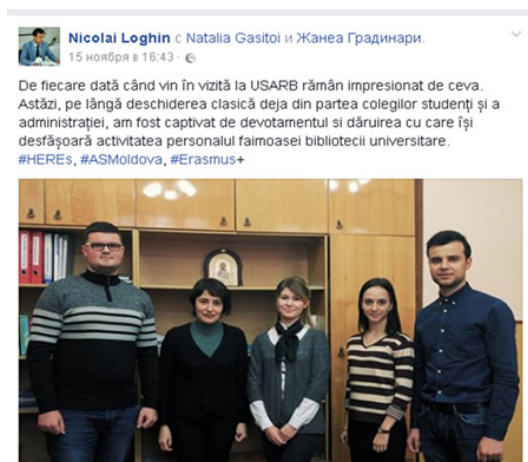 Nicolai Loghin с Natalia Gasitoi и Жанеа Градинари.
15 ноября в 16:43 ·
De fiecare dată când vin în vizită la USARB rămân impresionat de ceva.
Astăzi, pe lângă deschiderea clasică deja din partea colegilor studenți și a
administrației, am fost captivat de devotamentul si dăruirea cu care își
desfășoară activitatea personalul faimoasei bibliotecii universitare.
#HEREs, #ASMoldova, #Erasmus+